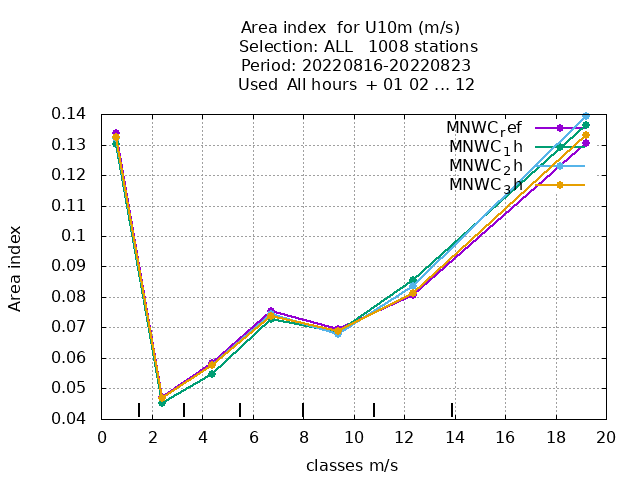 Area index  for U10m (m/s)
Selection: ALL   1008 stations
Period: 20220816-20220823
Used  All hours  + 01 02 ... 12
MNWC_ref
MNWC_1h
MNWC_2h
MNWC_3h
0.14
0.13
0.12
0.11
0.1
0.09
0.08
0.07
0.06
0.05
0.04
Area index
0 2 4 6 8 10 12 14 16 18 20
classes m/s